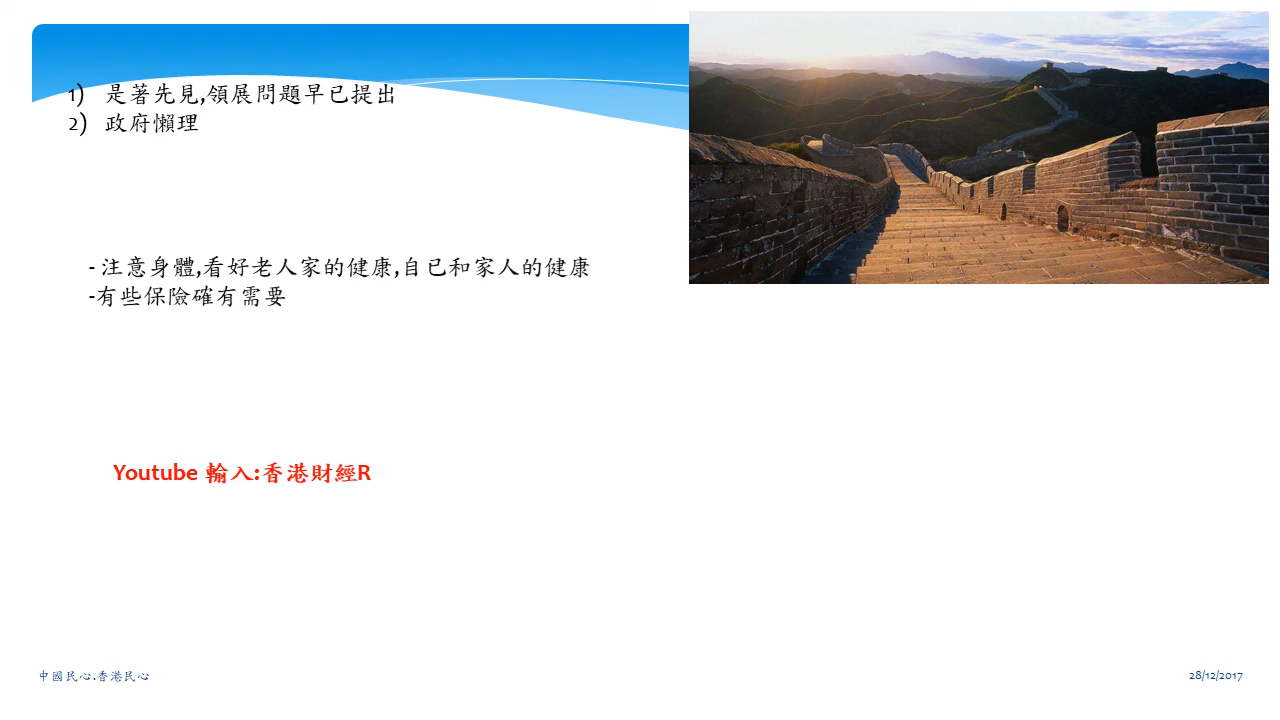 1) 是著先見,領展問題早已提出
2) 政府懶理
- 注意身體,看好老人家的健康,自已和家人的健康
-有些保險確有需要
Youtube 輸入:香港財經R
中國民心.香港民心
28/12/2017